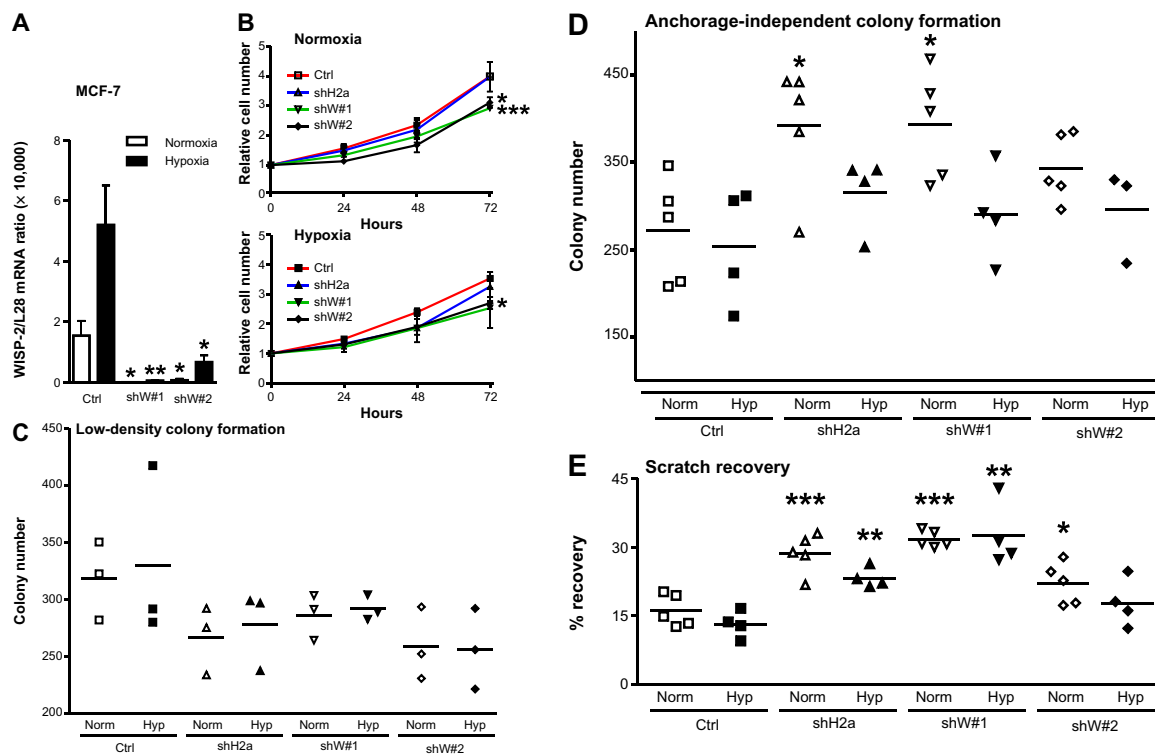 A
MCF-7
Normoxia
Hypoxia
WISP-2/L28 mRNA ratio (× 10,000)
8
6
4
2
0
* ** * *
Ctrl shW#1 shW#2
B
Normoxia
Relative cell number
5
4
3
2
1
0
Ctrl
shH2a
shW#1
shW#2
*
***
0 24 48 72
Hours
Hypoxia
Relative cell number
5
4
3
2
1
0
Ctrl
shH2a
shW#1
shW#2
*
0 24 48 72
Hours
C
Low-density colony formation
Colony number
450
400
350
300
250
200
Norm Hyp Norm Hyp Norm Hyp Norm Hyp
Ctrl shH2a shW#1 shW#2
D
Anchorage-independent colony formation
Colony number
450
350
250
150
* *
Norm Hyp Norm Hyp Norm Hyp Norm Hyp
Ctrl shH2a shW#1 shW#2
E
Scratch recovery
% recovery
45
30
15
0
*** ** *** ** *
Norm Hyp Norm Hyp Norm Hyp Norm Hyp
Ctrl shH2a shW#1 shW#2